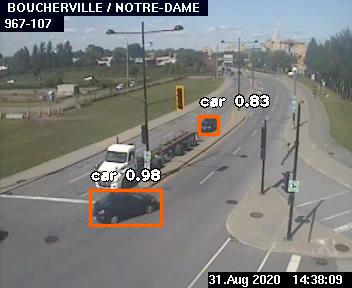 BOUCHERVILLE / NOTRE-DAME
967-107
car 0.83
car 0.98
31.Aug 2020 14:38:09